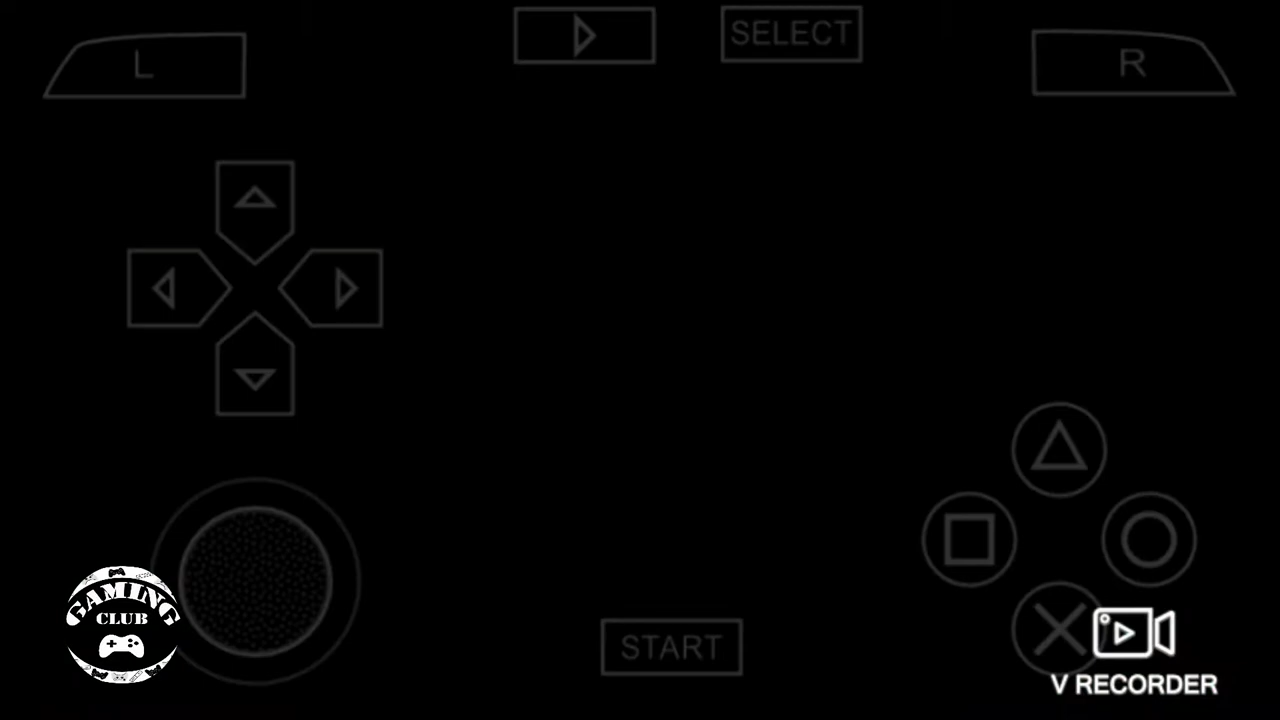 SELECT
L
R
GAMING
CLUB
START
V RECORDER